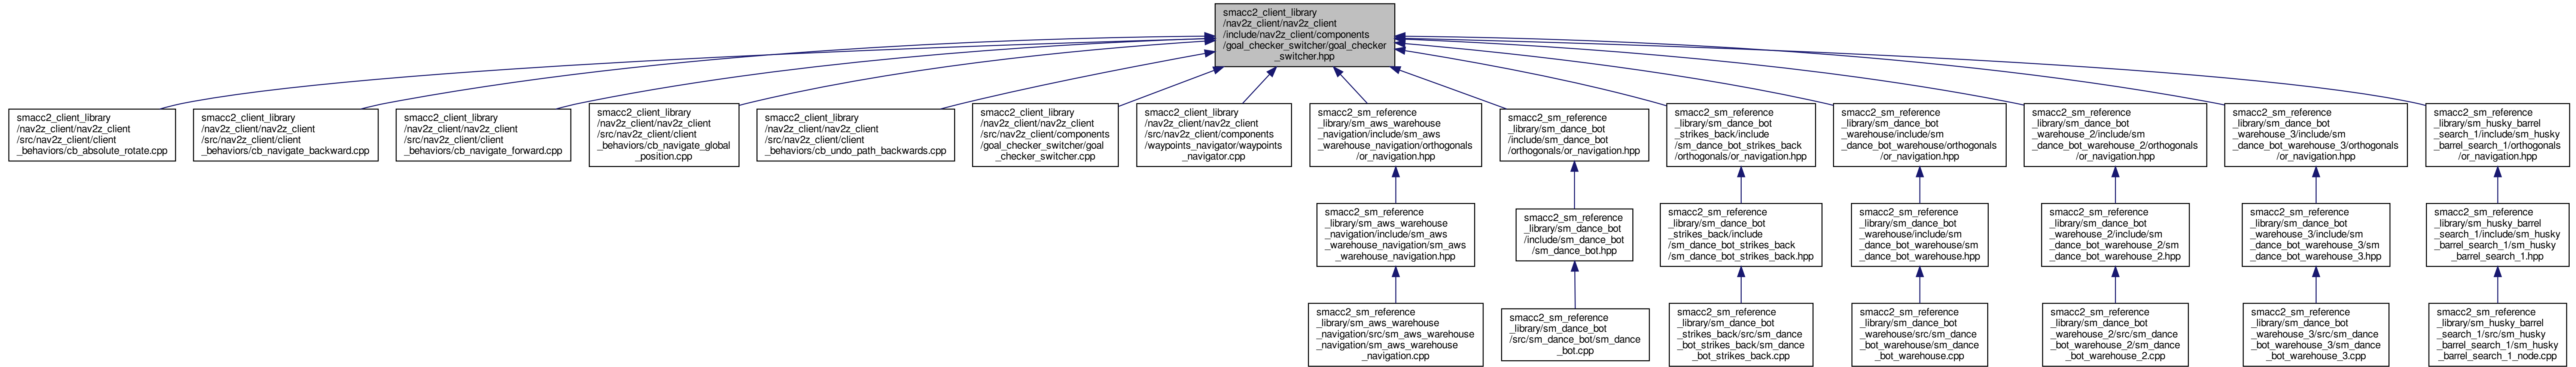 smacc2_client_library
/nav2z_client/nav2z_client
/include/nav2z_client/components
/goal_checker_switcher/goal_checker
_switcher.hpp
smacc2_client_library
/nav2z_client/nav2z_client
/src/nav2z_client/client
_behaviors/cb_absolute_rotate.cpp
smacc2_client_library
/nav2z_client/nav2z_client
/src/nav2z_client/client
_behaviors/cb_navigate_backward.cpp
smacc2_client_library
/nav2z_client/nav2z_client
/src/nav2z_client/client
_behaviors/cb_navigate_forward.cpp
smacc2_client_library
/nav2z_client/nav2z_client
/src/nav2z_client/client
_behaviors/cb_navigate_global
_position.cpp
smacc2_client_library
/nav2z_client/nav2z_client
/src/nav2z_client/client
_behaviors/cb_undo_path_backwards.cpp
smacc2_client_library
/nav2z_client/nav2z_client
/src/nav2z_client/components
/goal_checker_switcher/goal
_checker_switcher.cpp
smacc2_client_library
/nav2z_client/nav2z_client
/src/nav2z_client/components
/waypoints_navigator/waypoints
_navigator.cpp
smacc2_sm_reference
_library/sm_aws_warehouse
_navigation/include/sm_aws
_warehouse_navigation/orthogonals
/or_navigation.hpp
smacc2_sm_reference
_library/sm_dance_bot
/include/sm_dance_bot
/orthogonals/or_navigation.hpp
smacc2_sm_reference
_library/sm_dance_bot
_strikes_back/include
/sm_dance_bot_strikes_back
/orthogonals/or_navigation.hpp
smacc2_sm_reference
_library/sm_dance_bot
_warehouse/include/sm
_dance_bot_warehouse/orthogonals
/or_navigation.hpp
smacc2_sm_reference
_library/sm_dance_bot
_warehouse_2/include/sm
_dance_bot_warehouse_2/orthogonals
/or_navigation.hpp
smacc2_sm_reference
_library/sm_dance_bot
_warehouse_3/include/sm
_dance_bot_warehouse_3/orthogonals
/or_navigation.hpp
smacc2_sm_reference
_library/sm_husky_barrel
_search_1/include/sm_husky
_barrel_search_1/orthogonals
/or_navigation.hpp
smacc2_sm_reference
_library/sm_aws_warehouse
_navigation/include/sm_aws
_warehouse_navigation/sm_aws
_warehouse_navigation.hpp
smacc2_sm_reference
_library/sm_dance_bot
/include/sm_dance_bot
/sm_dance_bot.hpp
smacc2_sm_reference
_library/sm_dance_bot
_strikes_back/include
/sm_dance_bot_strikes_back
/sm_dance_bot_strikes_back.hpp
smacc2_sm_reference
_library/sm_dance_bot
_warehouse/include/sm
_dance_bot_warehouse/sm
_dance_bot_warehouse.hpp
smacc2_sm_reference
_library/sm_dance_bot
_warehouse_2/include/sm
_dance_bot_warehouse_2/sm
_dance_bot_warehouse_2.hpp
smacc2_sm_reference
_library/sm_dance_bot
_warehouse_3/include/sm
_dance_bot_warehouse_3/sm
_dance_bot_warehouse_3.hpp
smacc2_sm_reference
_library/sm_husky_barrel
_search_1/include/sm_husky
_barrel_search_1/sm_husky
_barrel_search_1.hpp
smacc2_sm_reference
_library/sm_aws_warehouse
_navigation/src/sm_aws_warehouse
_navigation/sm_aws_warehouse
_navigation.cpp
smacc2_sm_reference
_library/sm_dance_bot
/src/sm_dance_bot/sm_dance
_bot.cpp
smacc2_sm_reference
_library/sm_dance_bot
_strikes_back/src/sm_dance
_bot_strikes_back/sm_dance
_bot_strikes_back.cpp
smacc2_sm_reference
_library/sm_dance_bot
_warehouse/src/sm_dance
_bot_warehouse/sm_dance
_bot_warehouse.cpp
smacc2_sm_reference
_library/sm_dance_bot
_warehouse_2/src/sm_dance
_bot_warehouse_2/sm_dance
_bot_warehouse_2.cpp
smacc2_sm_reference
_library/sm_dance_bot
_warehouse_3/src/sm_dance
_bot_warehouse_3/sm_dance
_bot_warehouse_3.cpp
smacc2_sm_reference
_library/sm_husky_barrel
_search_1/src/sm_husky
_barrel_search_1/sm_husky
_barrel_search_1_node.cpp